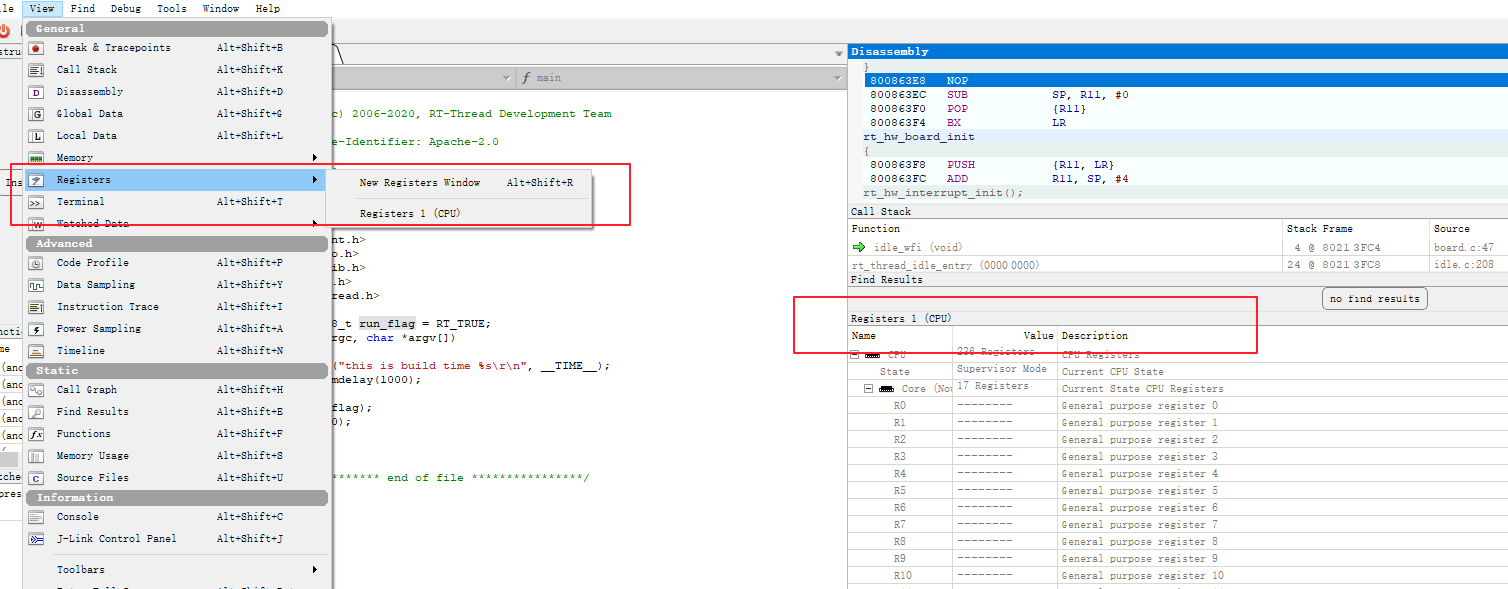 View Find Debug Tools Window Help
General
Break & Tracepoints Alt+Shift+B
Call Stack Alt+Shift+K
Disassembly Alt+Shift+D
Global Data Alt+Shift+G
Local Data Alt+Shift+L
Memory
Registers
Terminal Alt+Shift+T
Watched Data
Advanced
Code Profile Alt+Shift+P
Data Sampling Alt+Shift+Y
Instruction Trace Alt+Shift+I
Power Sampling Alt+Shift+A
Timeline Alt+Shift+N
Static
Call Graph Alt+Shift+H
Find Results Alt+Shift+E
Functions Alt+Shift+F
Memory Usage Alt+Shift+S
Source Files Alt+Shift+U
Information
Console Alt+Shift+C
J-Link Control Panel Alt+Shift+J
Toolbars
New Registers Window Alt+Shift+R
Registers 1 (CPU)
main
c) 2006-2020, RT-Thread Development Team
e-Identifier: Apache-2.0
nt.h>
o.h>
ib.h>
.h>
read.h>
8_t run_flag = RT_TRUE;
rgc, char *argv[])
("this is build time %s\r\n", __TIME__);
mdelay(1000);
flag);
0);
******* end of file ****************/
Disassembly
}
800863E8 NOP
800863EC SUB SP, R11, #0
800863F0 POP {R11}
800863F4 BX LR
rt_hw_board_init
{
800863F8 PUSH {R11, LR}
800863FC ADD R11, SP, #4
rt_hw_interrupt_init();
Call Stack
Function Stack Frame Source
idle_wfi (void) 4 @ 8021 3FC4 board.c:47
rt_thread_idle_entry (0000 0000) 24 @ 8021 3FC8 idle.c:208
Find Results
no find results
Registers 1 (CPU)
Name Value Description
CPU 226 Registers CPU Registers
State Supervisor Mode Current CPU State
Core (Nov 17 Registers Current State CPU Registers
R0 -------- General purpose register 0
R1 -------- General purpose register 1
R2 -------- General purpose register 2
R3 -------- General purpose register 3
R4 -------- General purpose register 4
R5 -------- General purpose register 5
R6 -------- General purpose register 6
R7 -------- General purpose register 7
R8 -------- General purpose register 8
R9 -------- General purpose register 9
R10 -------- General purpose register 10